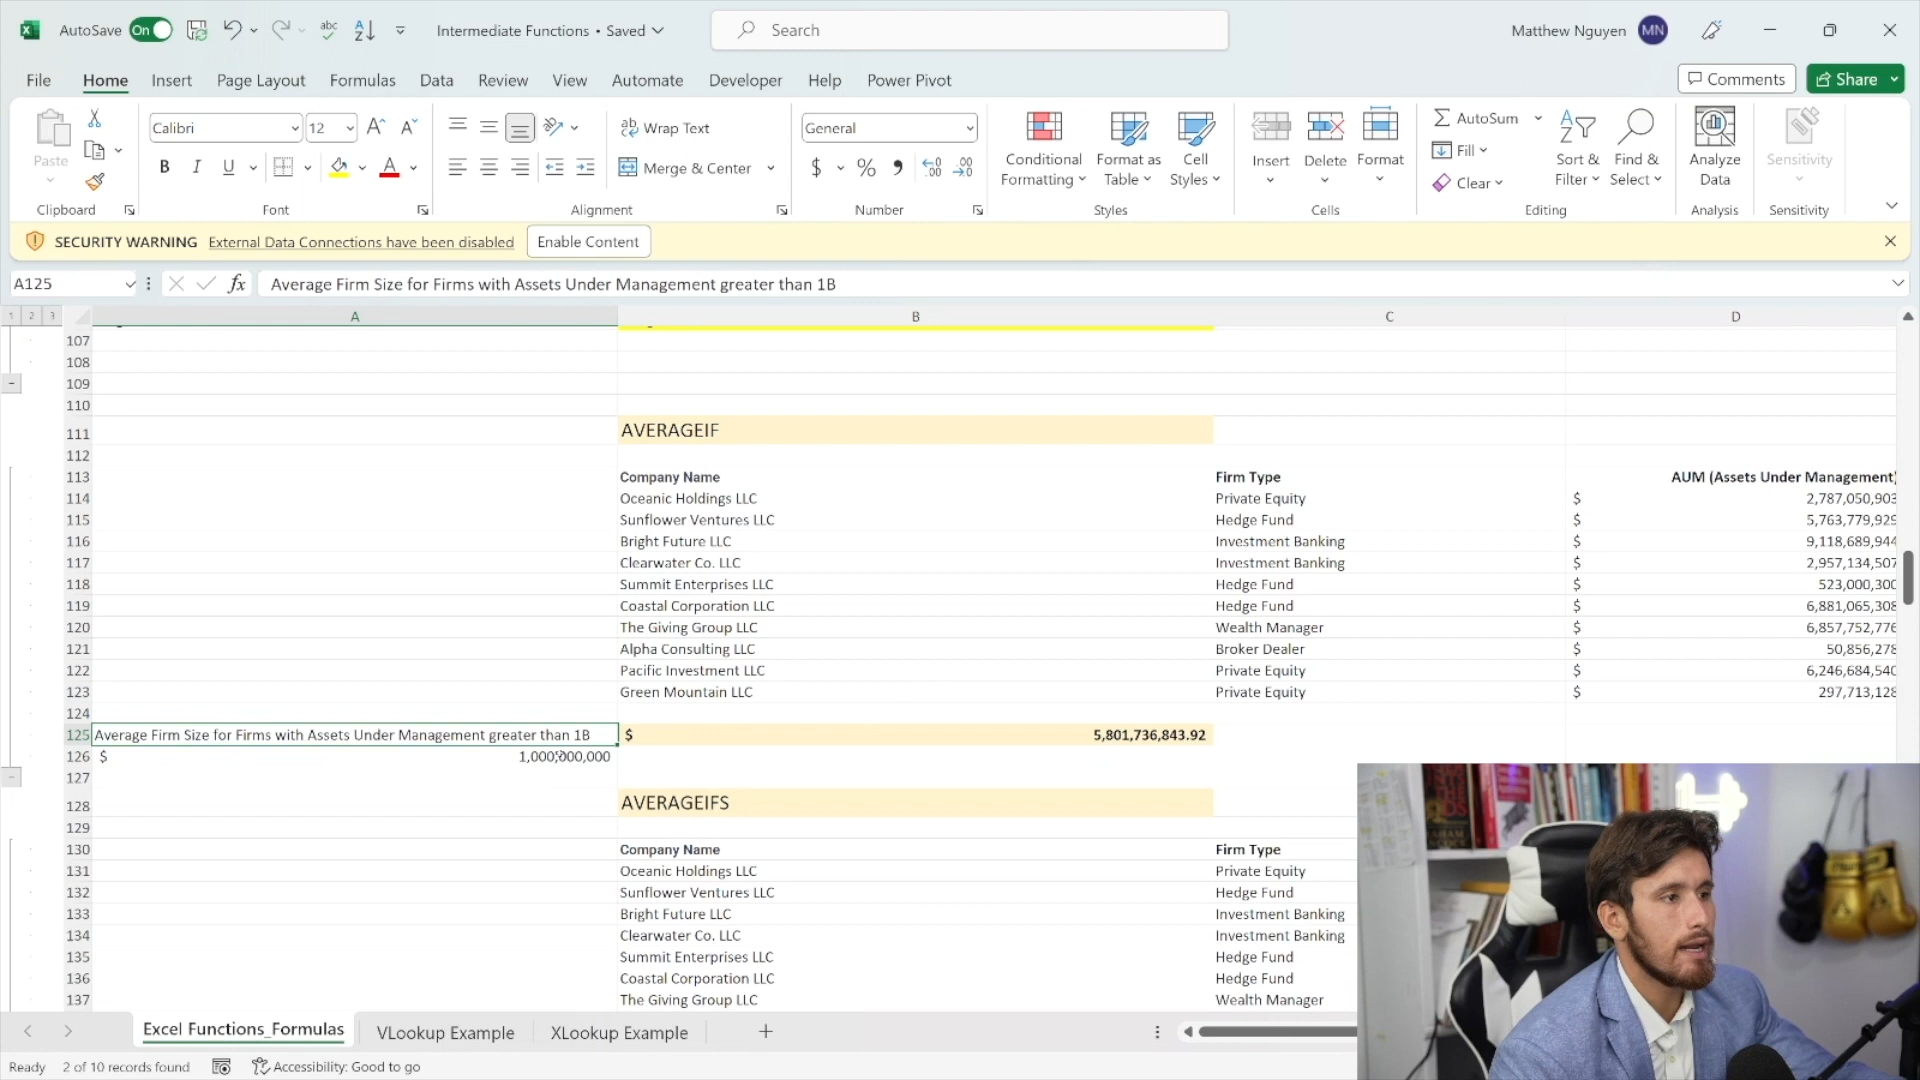 AutoSave On
Intermediate Functions • Saved
Search
Matthew Nguyen MN
File Home Insert Page Layout Formulas Data Review View Automate Developer Help Power Pivot
Comments Share
Paste
Clipboard
Calibri 12
B I U A
Font
Wrap Text
Merge & Center
Alignment
General
$ % ,
Number
Conditional Formatting
Format as Table
Cell Styles
Styles
Insert Delete Format
Cells
AutoSum
Fill
Clear
Sort & Filter
Find & Select
Editing
Analyze Data
Analysis
Sensitivity
Sensitivity
SECURITY WARNING External Data Connections have been disabled Enable Content
A125 fx Average Firm Size for Firms with Assets Under Management greater than 1B
1 2 3 A B C D
107
108
109
110
111 AVERAGEIF
112
113 Company Name Firm Type AUM (Assets Under Management)
114 Oceanic Holdings LLC Private Equity $ 2,787,050,903
115 Sunflower Ventures LLC Hedge Fund $ 5,763,779,929
116 Bright Future LLC Investment Banking $ 9,118,689,944
117 Clearwater Co. LLC Investment Banking $ 2,957,134,507
118 Summit Enterprises LLC Hedge Fund $ 523,000,300
119 Coastal Corporation LLC Hedge Fund $ 6,881,065,308
120 The Giving Group LLC Wealth Manager $ 6,857,752,776
121 Alpha Consulting LLC Broker Dealer $ 50,856,278
122 Pacific Investment LLC Private Equity $ 6,246,684,540
123 Green Mountain LLC Private Equity $ 297,713,128
124
125 Average Firm Size for Firms with Assets Under Management greater than 1B $ 5,801,736,843.92
126 $ 1,000,000,000
127
128 AVERAGEIFS
129
130 Company Name Firm Type
131 Oceanic Holdings LLC Private Equity
132 Sunflower Ventures LLC Hedge Fund
133 Bright Future LLC Investment Banking
134 Clearwater Co. LLC Investment Banking
135 Summit Enterprises LLC Hedge Fund
136 Coastal Corporation LLC Hedge Fund
137 The Giving Group LLC Wealth Manager
Excel Functions_Formulas VLookup Example XLookup Example
Ready 2 of 10 records found Accessibility: Good to go